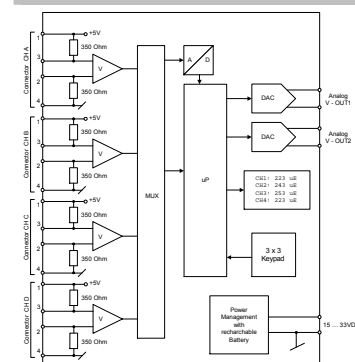 Connector CH A
1
3
2
4
+5V
350 Ohm
350 Ohm
V
Connector CH B
1
3
2
4
+5V
350 Ohm
350 Ohm
V
Connector CH C
1
3
2
4
+5V
350 Ohm
350 Ohm
V
Connector CH D
1
3
2
4
+5V
350 Ohm
350 Ohm
V
MUX
A
D
uP
DAC
Analog
V - OUT1
DAC
Analog
V - OUT2
CH1: 223 uE
CH2: 243 uE
CH3: 253 uE
CH4: 223 uE
3 x 3
Keypad
Power
Management
with
recharchable
Battery
15 ... 33VD